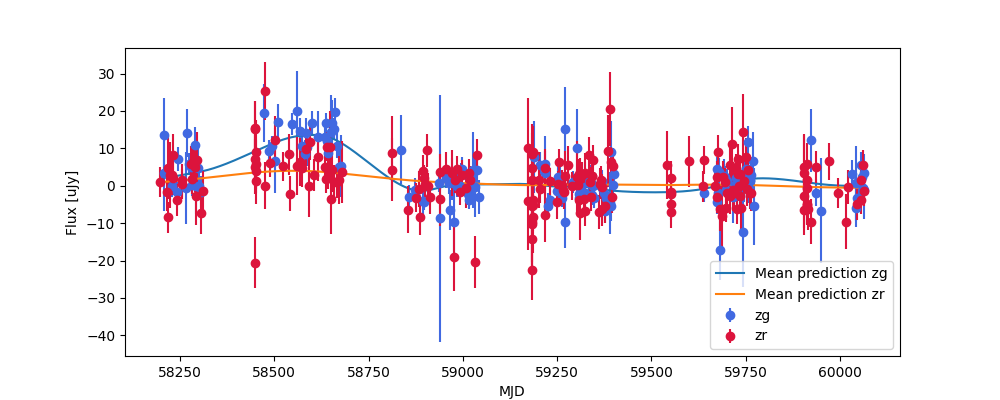 30
20
10
0
−10
−20
−30
−40
Flux [uJy]
58250 58500 58750 59000 59250 59500 59750 60000
MJD
Mean prediction zg
Mean prediction zr
zg
zr